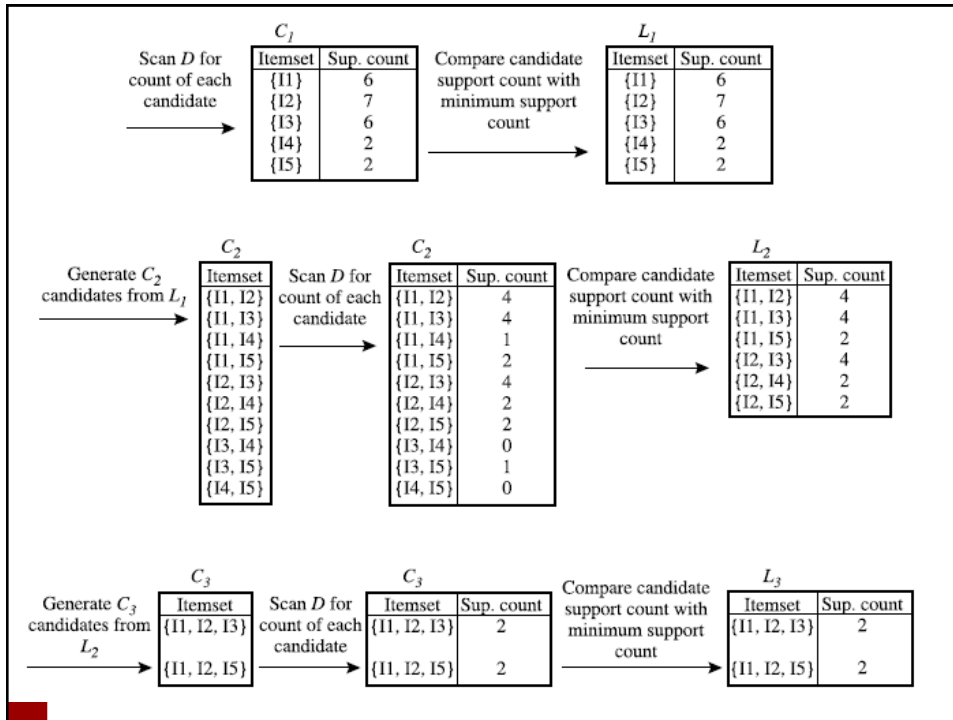 C1
L1
Scan D for
count of each
candidate
Itemset Sup. count
{I1} 6
{I2} 7
{I3} 6
{I4} 2
{I5} 2
Compare candidate
support count with
minimum support
count
Itemset Sup. count
{I1} 6
{I2} 7
{I3} 6
{I4} 2
{I5} 2
Generate C2
candidates from L1
C2
Itemset
{I1, I2}
{I1, I3}
{I1, I4}
{I1, I5}
{I2, I3}
{I2, I4}
{I2, I5}
{I3, I4}
{I3, I5}
{I4, I5}
Scan D for
count of each
candidate
C2
Itemset Sup. count
{I1, I2} 4
{I1, I3} 4
{I1, I4} 1
{I1, I5} 2
{I2, I3} 4
{I2, I4} 2
{I2, I5} 2
{I3, I4} 0
{I3, I5} 1
{I4, I5} 0
Compare candidate
support count with
minimum support
count
L2
Itemset Sup. count
{I1, I2} 4
{I1, I3} 4
{I1, I5} 2
{I2, I3} 4
{I2, I4} 2
{I2, I5} 2
Generate C3
candidates from
L2
C3
Itemset
{I1, I2, I3}
{I1, I2, I5}
Scan D for
count of each
candidate
C3
Itemset Sup. count
{I1, I2, I3} 2
{I1, I2, I5} 2
Compare candidate
support count with
minimum support
count
L3
Itemset Sup. count
{I1, I2, I3} 2
{I1, I2, I5} 2